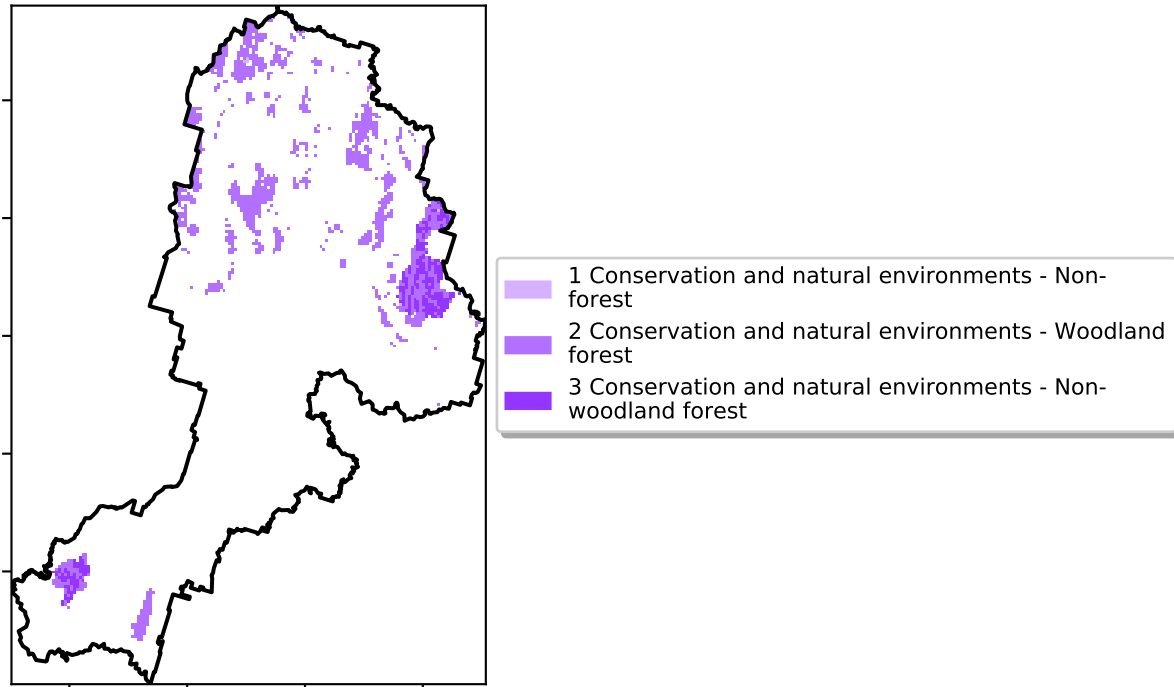 1 Conservation and natural environments - Non-
forest
2 Conservation and natural environments - Woodland
forest
3 Conservation and natural environments - Non-
woodland forest